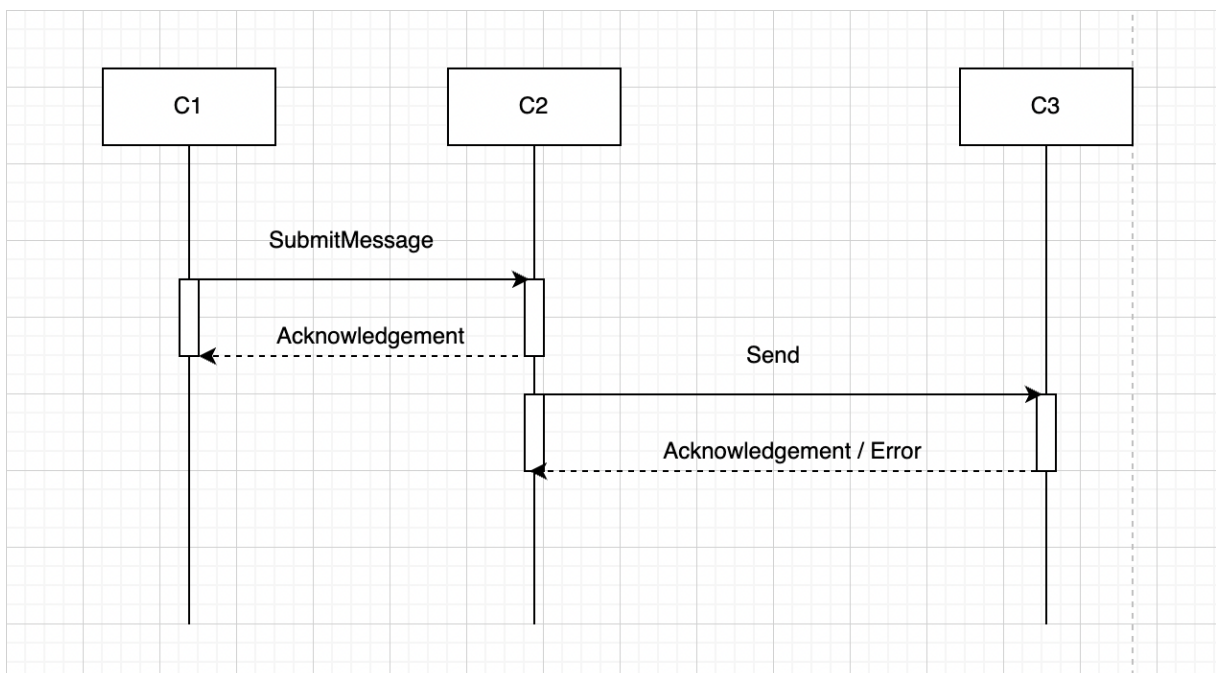 C1
C2
C3
SubmitMessage
Acknowledgement
Send
Acknowledgement / Error